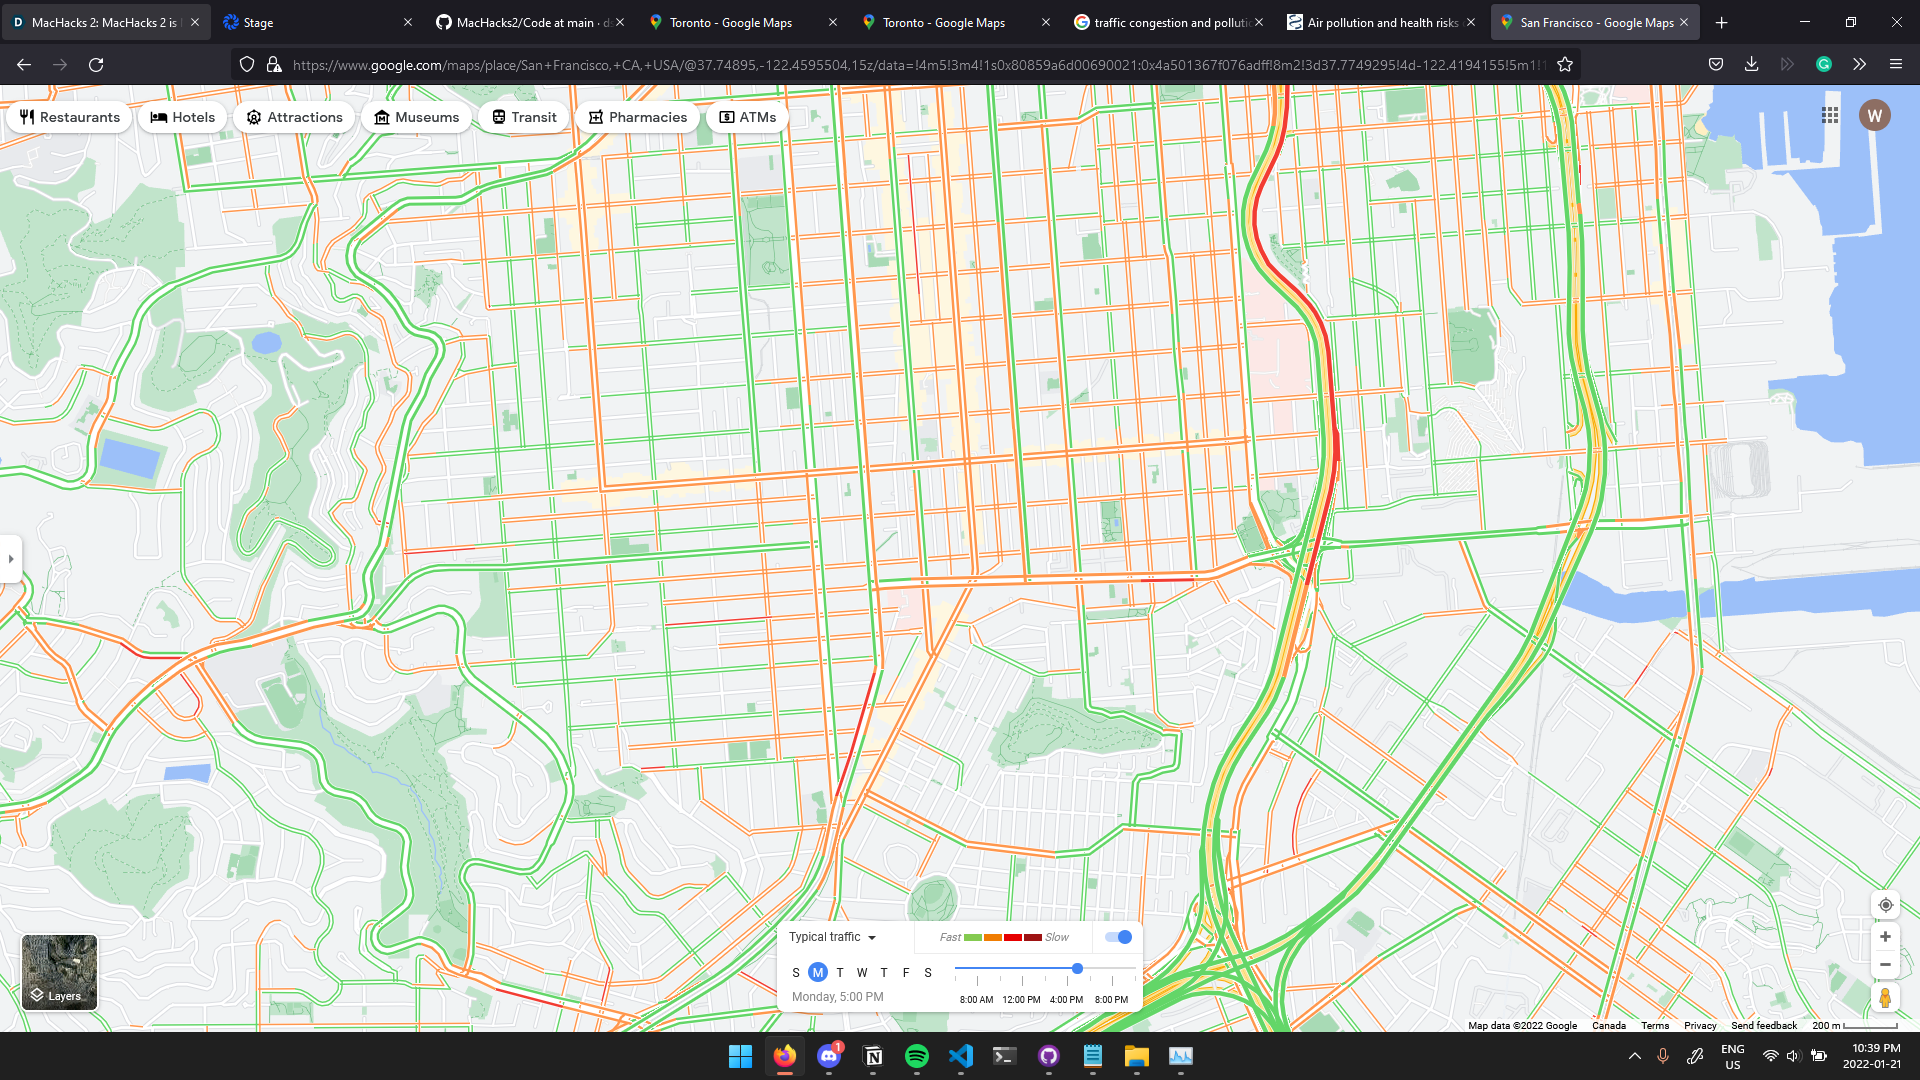 MacHacks 2: MacHacks 2 is
Stage
MacHacks2/Code at main · ds
Toronto - Google Maps
Toronto - Google Maps
traffic congestion and pollutio
Air pollution and health risks
San Francisco - Google Maps
https://www.google.com/maps/place/San+Francisco,+CA,+USA/@37.74895,-122.4595504,15z/data=!4m5!3m4!1s0x80859a6d00690021:0x4a501367f076adff!8m2!3d37.7749295!4d-122.4194155!5m1!1
Restaurants
Hotels
Attractions
Museums
Transit
Pharmacies
ATMs
W
Typical traffic
Fast
Slow
S M T W T F S
Monday, 5:00 PM
8:00 AM 12:00 PM 4:00 PM 8:00 PM
Layers
Map data ©2022 Google Canada Terms Privacy Send feedback 200 m
1
ENG
US
10:39 PM
2022-01-21